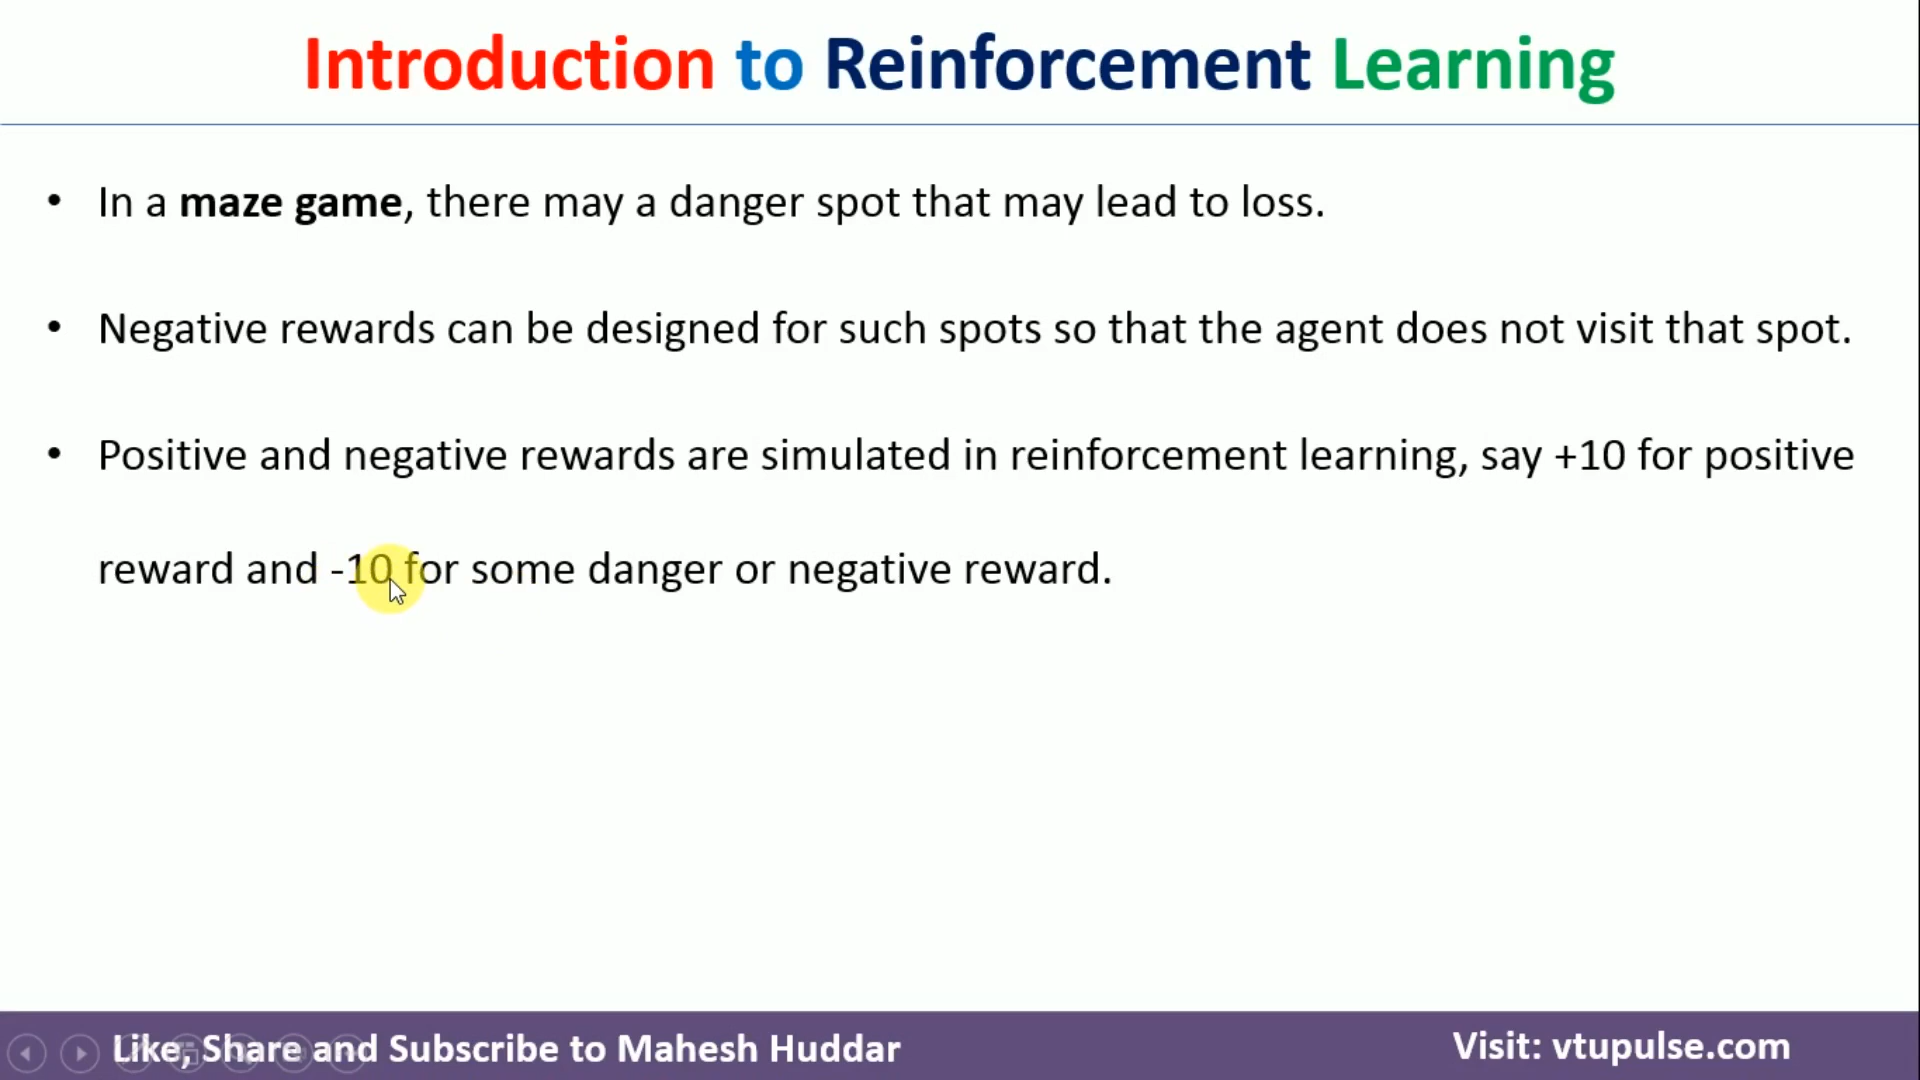 Introduction to Reinforcement Learning
• In a maze game, there may a danger spot that may lead to loss.
• Negative rewards can be designed for such spots so that the agent does not visit that spot.
• Positive and negative rewards are simulated in reinforcement learning, say +10 for positive
reward and -10 for some danger or negative reward.
Like, Share and Subscribe to Mahesh Huddar
Visit: vtupulse.com